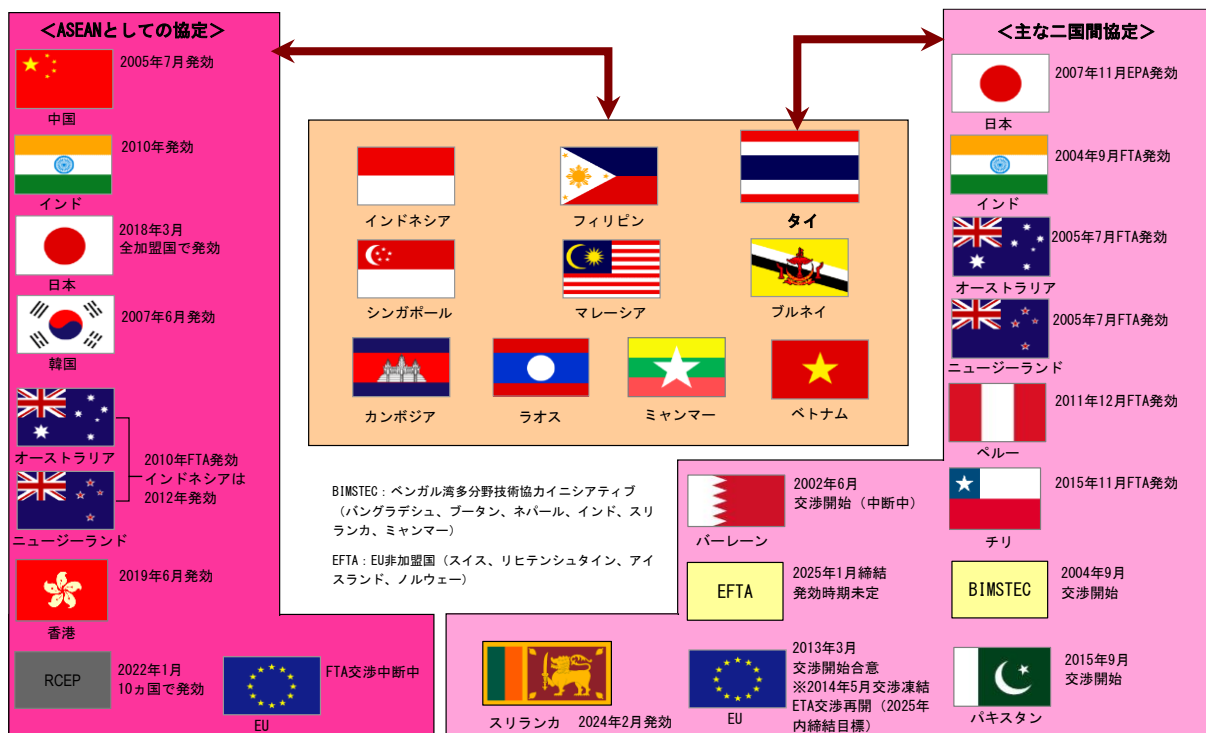 ＜ASEANとしての協定＞
2005年7月発効
中国
2010年発効
インド
2018年3月
全加盟国で発効
日本
2007年6月発効
韓国
オーストラリア
2010年FTA発効
インドネシアは
2012年発効
ニュージーランド
2019年6月発効
香港
RCEP
2022年1月
10ヵ国で発効
FTA交渉中断中
EU
インドネシア
フィリピン
タイ
シンガポール
マレーシア
ブルネイ
カンボジア
ラオス
ミャンマー
ベトナム
BIMSTEC：ベンガル湾多分野技術協力イニシアティブ
（バングラデシュ、ブータン、ネパール、インド、スリ
ランカ、ミャンマー）
EFTA：EU非加盟国（スイス、リヒテンシュタイン、アイ
スランド、ノルウェー）
＜主な二国間協定＞
2007年11月EPA発効
日本
2004年9月FTA発効
インド
2005年7月FTA発効
オーストラリア
2005年7月FTA発効
ニュージーランド
2011年12月FTA発効
ペルー
2015年11月FTA発効
チリ
2002年6月
交渉開始（中断中）
バーレーン
EFTA
2025年1月締結
発効時期未定
BIMSTEC
2004年9月
交渉開始
スリランカ　2024年2月発効
2013年3月
交渉開始合意
※2014年5月交渉凍結
ETA交渉再開（2025年
内締結目標）
EU
2015年9月
交渉開始
パキスタン